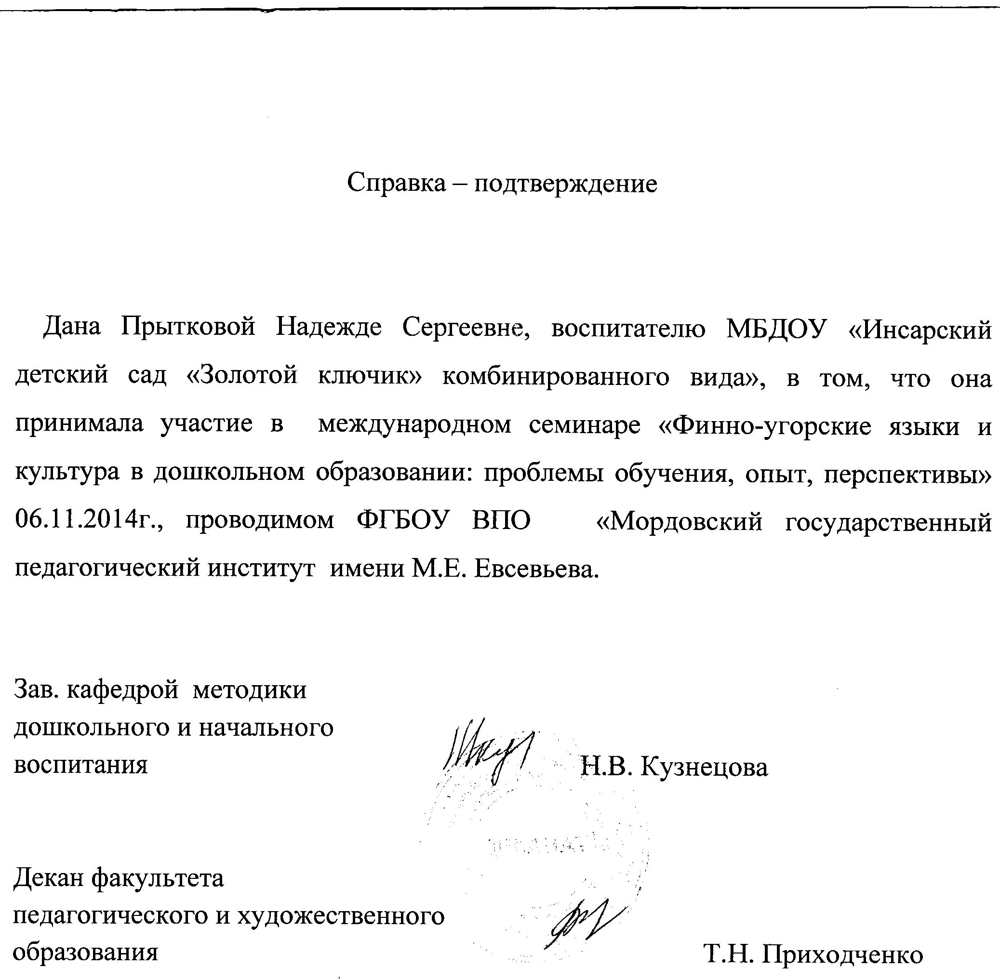 Справка – подтверждение
Дана Прытковой Надежде Сергеевне, воспитателю МБДОУ «Инсарский
детский сад «Золотой ключик» комбинированного вида», в том, что она
принимала участие в международном семинаре «Финно-угорские языки и
культура в дошкольном образовании: проблемы обучения, опыт, перспективы»
06.11.2014г., проводимом ФГБОУ ВПО «Мордовский государственный
педагогический институт имени М.Е. Евсевьева.
Зав. кафедрой методики
дошкольного и начального
воспитания Н.В. Кузнецова
Декан факультета
педагогического и художественного
образования Т.Н. Приходченко